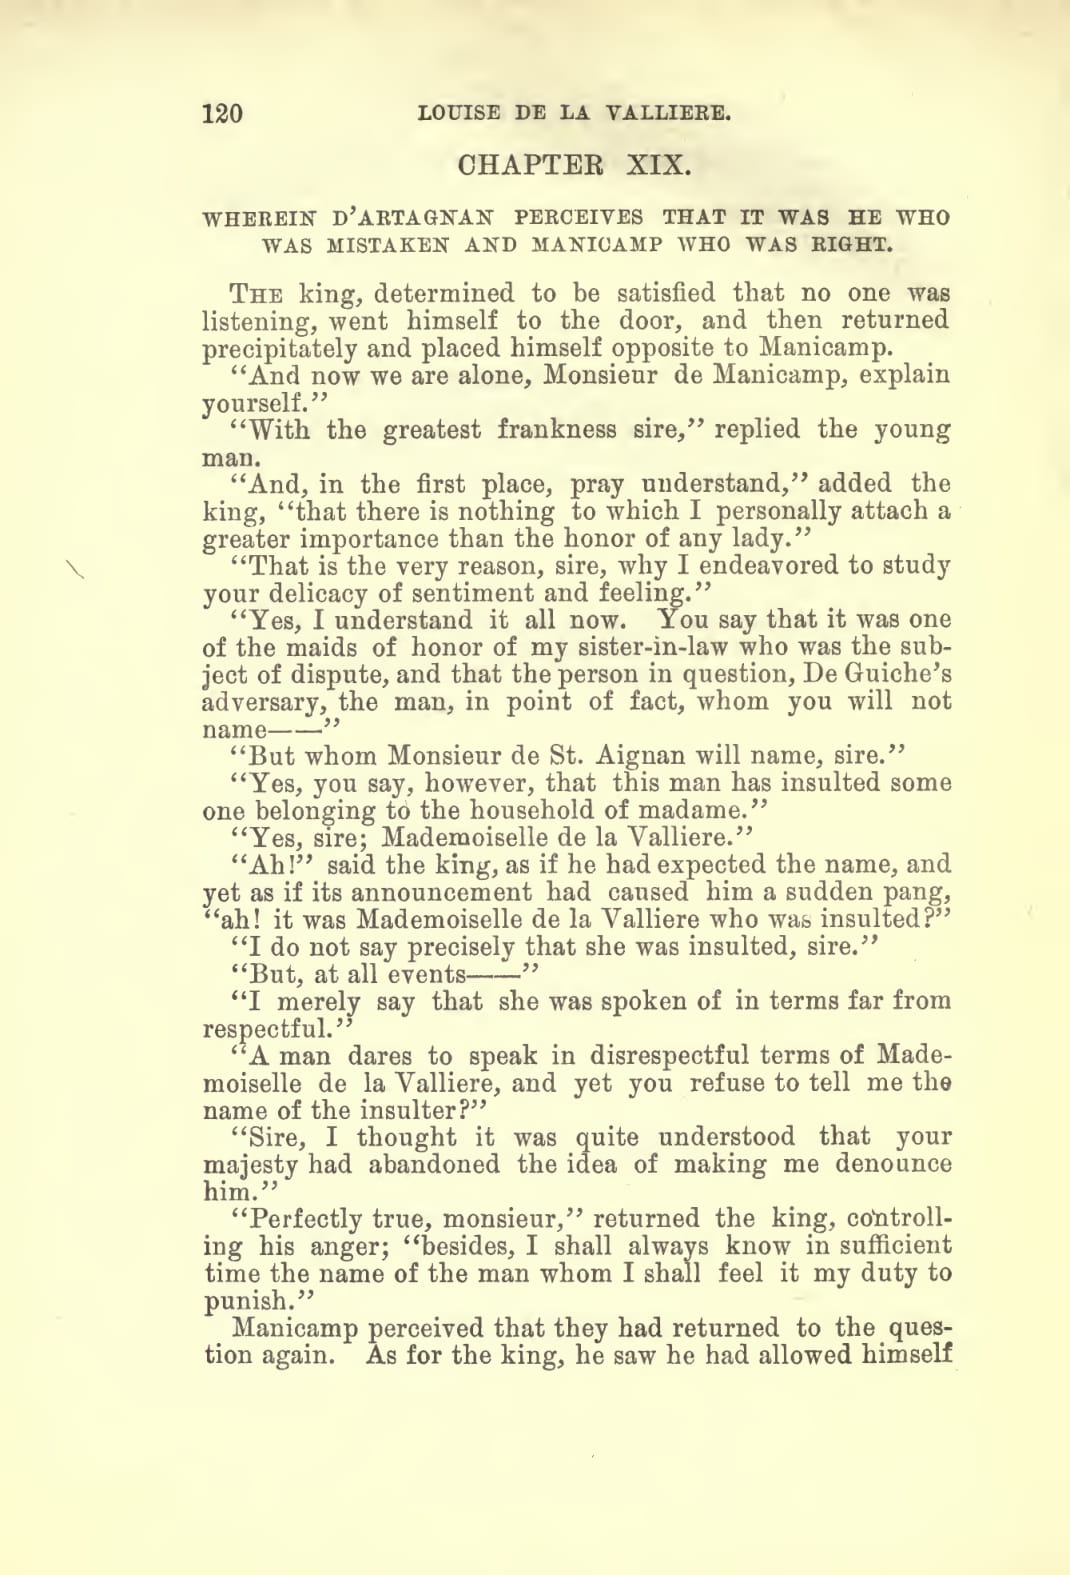 120 LOUISE DE LA VALLIERE.
CHAPTER XIX.
WHEREIN D'ARTAGNAN PERCEIVES THAT IT WAS HE WHO
WAS MISTAKEN AND MANICAMP WHO WAS RIGHT.
THE king, determined to be satisfied that no one was
listening, went himself to the door, and then returned
precipitately and placed himself opposite to Manicamp.
“And now we are alone, Monsieur de Manicamp, explain
yourself.”
“With the greatest frankness sire,” replied the young
man.
“And, in the first place, pray understand,” added the
king, “that there is nothing to which I personally attach a
greater importance than the honor of any lady.”
“That is the very reason, sire, why I endeavored to study
your delicacy of sentiment and feeling.”
“Yes, I understand it all now. You say that it was one
of the maids of honor of my sister-in-law who was the sub-
ject of dispute, and that the person in question, De Guiche's
adversary, the man, in point of fact, whom you will not
name——”
“But whom Monsieur de St. Aignan will name, sire.”
“Yes, you say, however, that this man has insulted some
one belonging to the household of madame.”
“Yes, sire; Mademoiselle de la Valliere.”
“Ah!” said the king, as if he had expected the name, and
yet as if its announcement had caused him a sudden pang,
“ah! it was Mademoiselle de la Valliere who was insulted?”
“I do not say precisely that she was insulted, sire.”
“But, at all events——”
“I merely say that she was spoken of in terms far from
respectful.”
“A man dares to speak in disrespectful terms of Made-
moiselle de la Valliere, and yet you refuse to tell me the
name of the insulter?”
“Sire, I thought it was quite understood that your
majesty had abandoned the idea of making me denounce
him.”
“Perfectly true, monsieur,” returned the king, controll-
ing his anger; “besides, I shall always know in sufficient
time the name of the man whom I shall feel it my duty to
punish.”
Manicamp perceived that they had returned to the ques-
tion again. As for the king, he saw he had allowed himself